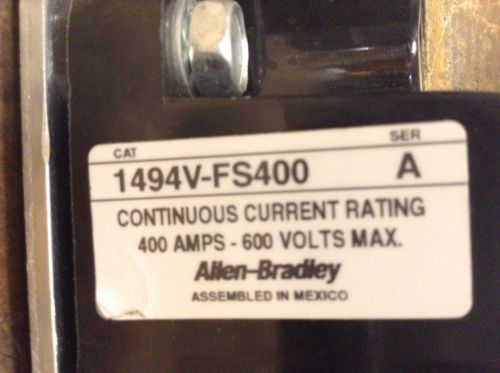 CAT SER
1494V-FS400 A
CONTINUOUS CURRENT RATING
400 AMPS - 600 VOLTS MAX.
Allen-Bradley
ASSEMBLED IN MEXICO